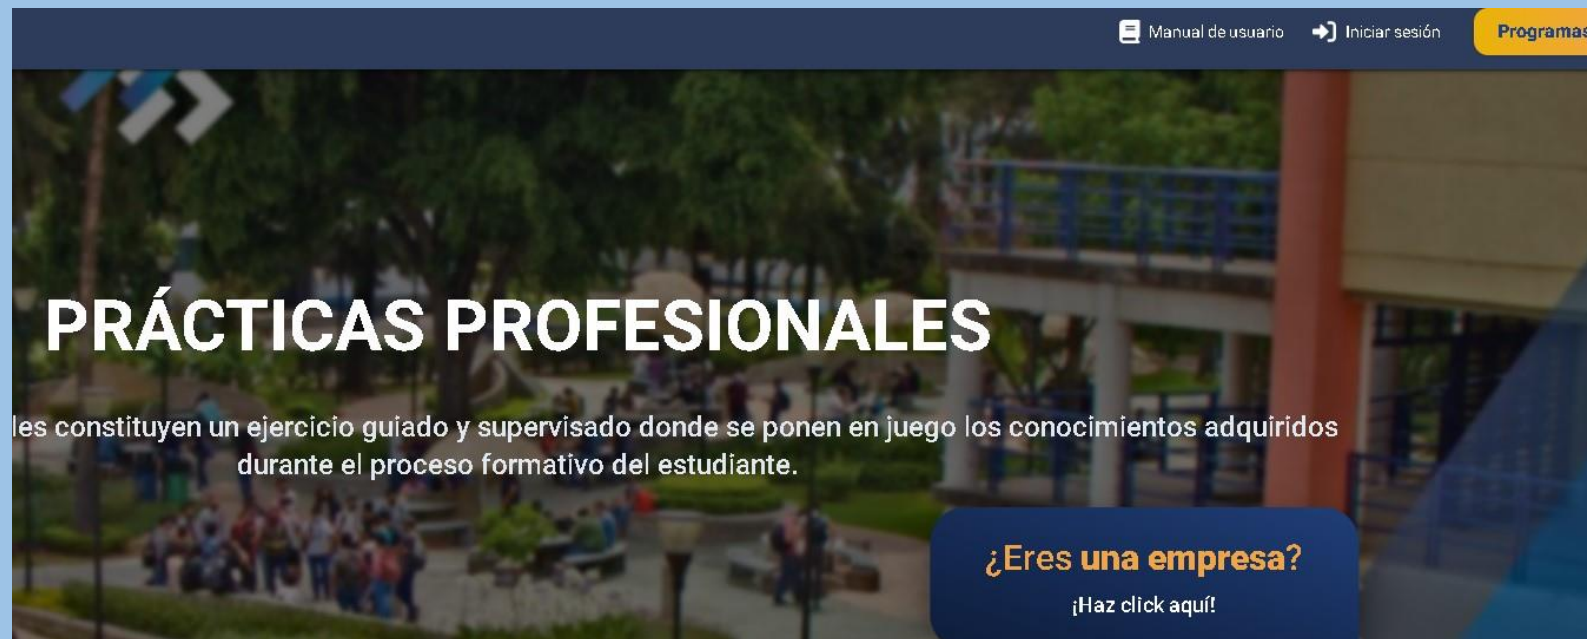 Manual de usuario
Iniciar sesión
Programas
PRÁCTICAS PROFESIONALES
les constituyen un ejercicio guiado y supervisado donde se ponen en juego los conocimientos adquiridos
durante el proceso formativo del estudiante.
¿Eres una empresa?
¡Haz click aquí!